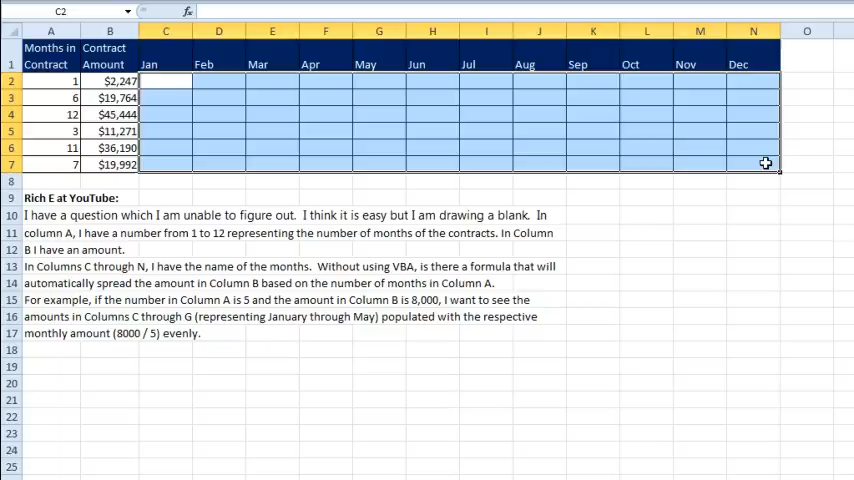 C2 fx
A B C D E F G H I J K L M N O
Months in Contract Contract Amount
1 Jan Feb Mar Apr May Jun Jul Aug Sep Oct Nov Dec
2 1 $2,247
3 6 $19,764
4 12 $45,444
5 3 $11,271
6 11 $36,190
7 7 $19,992
8
9 Rich E at YouTube:
10 I have a question which I am unable to figure out. I think it is easy but I am drawing a blank. In
11 column A, I have a number from 1 to 12 representing the number of months of the contracts. In Column
12 B I have an amount.
13 In Columns C through N, I have the name of the months. Without using VBA, is there a formula that will
14 automatically spread the amount in Column B based on the number of months in Column A.
15 For example, if the number in Column A is 5 and the amount in Column B is 8,000, I want to see the
16 amounts in Columns C through G (representing January through May) populated with the respective
17 monthly amount (8000 / 5) evenly.
18
19
20
21
22
23
24
25